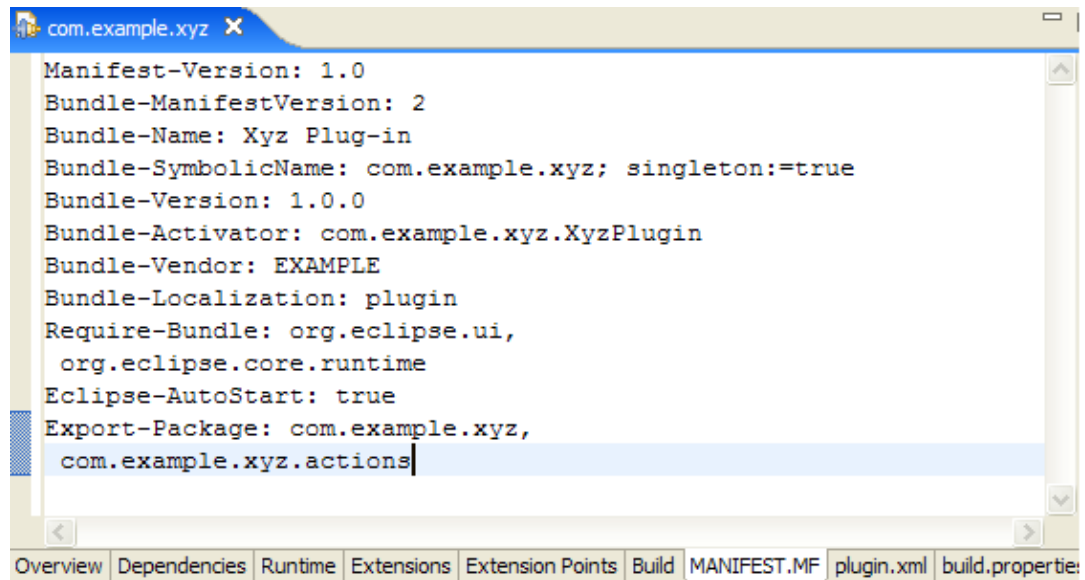 com.example.xyz
Manifest-Version: 1.0
Bundle-ManifestVersion: 2
Bundle-Name: Xyz Plug-in
Bundle-SymbolicName: com.example.xyz; singleton:=true
Bundle-Version: 1.0.0
Bundle-Activator: com.example.xyz.XyzPlugin
Bundle-Vendor: EXAMPLE
Bundle-Localization: plugin
Require-Bundle: org.eclipse.ui,
 org.eclipse.core.runtime
Eclipse-AutoStart: true
Export-Package: com.example.xyz,
 com.example.xyz.actions
Overview Dependencies Runtime Extensions Extension Points Build MANIFEST.MF plugin.xml build.properties